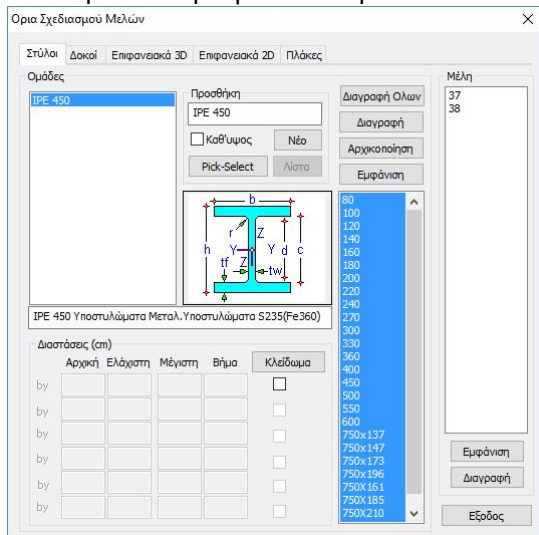 Ορια Σχεδιασμού Μελών
Στύλοι Δοκοί Επιφανειακά 3D Επιφανειακά 2D Πλάκες
Ομάδες
IPE 450
Προσθήκη
IPE 450
Καθ'υψος Νέο
Pick-Select Λίστα
Διαγραφή Ολων
Διαγραφή
Αρχικοποίηση
Εμφάνιση
Μέλη
37
38
b
r Z
h Y Y d c
tf Z tw
80
100
120
140
160
180
200
220
240
270
300
330
360
400
450
500
550
600
750x137
750x147
750x173
750x196
750X161
750X185
750X210
IPE 450 Υποστυλώματα Μεταλ.Υποστυλώματα S235(Fe360)
Διαστάσεις (cm)
Αρχική Ελάχιστη Μέγιστη Βήμα Κλείδωμα
by
by
by
by
by
by
Εμφάνιση
Διαγραφή
Εξοδος